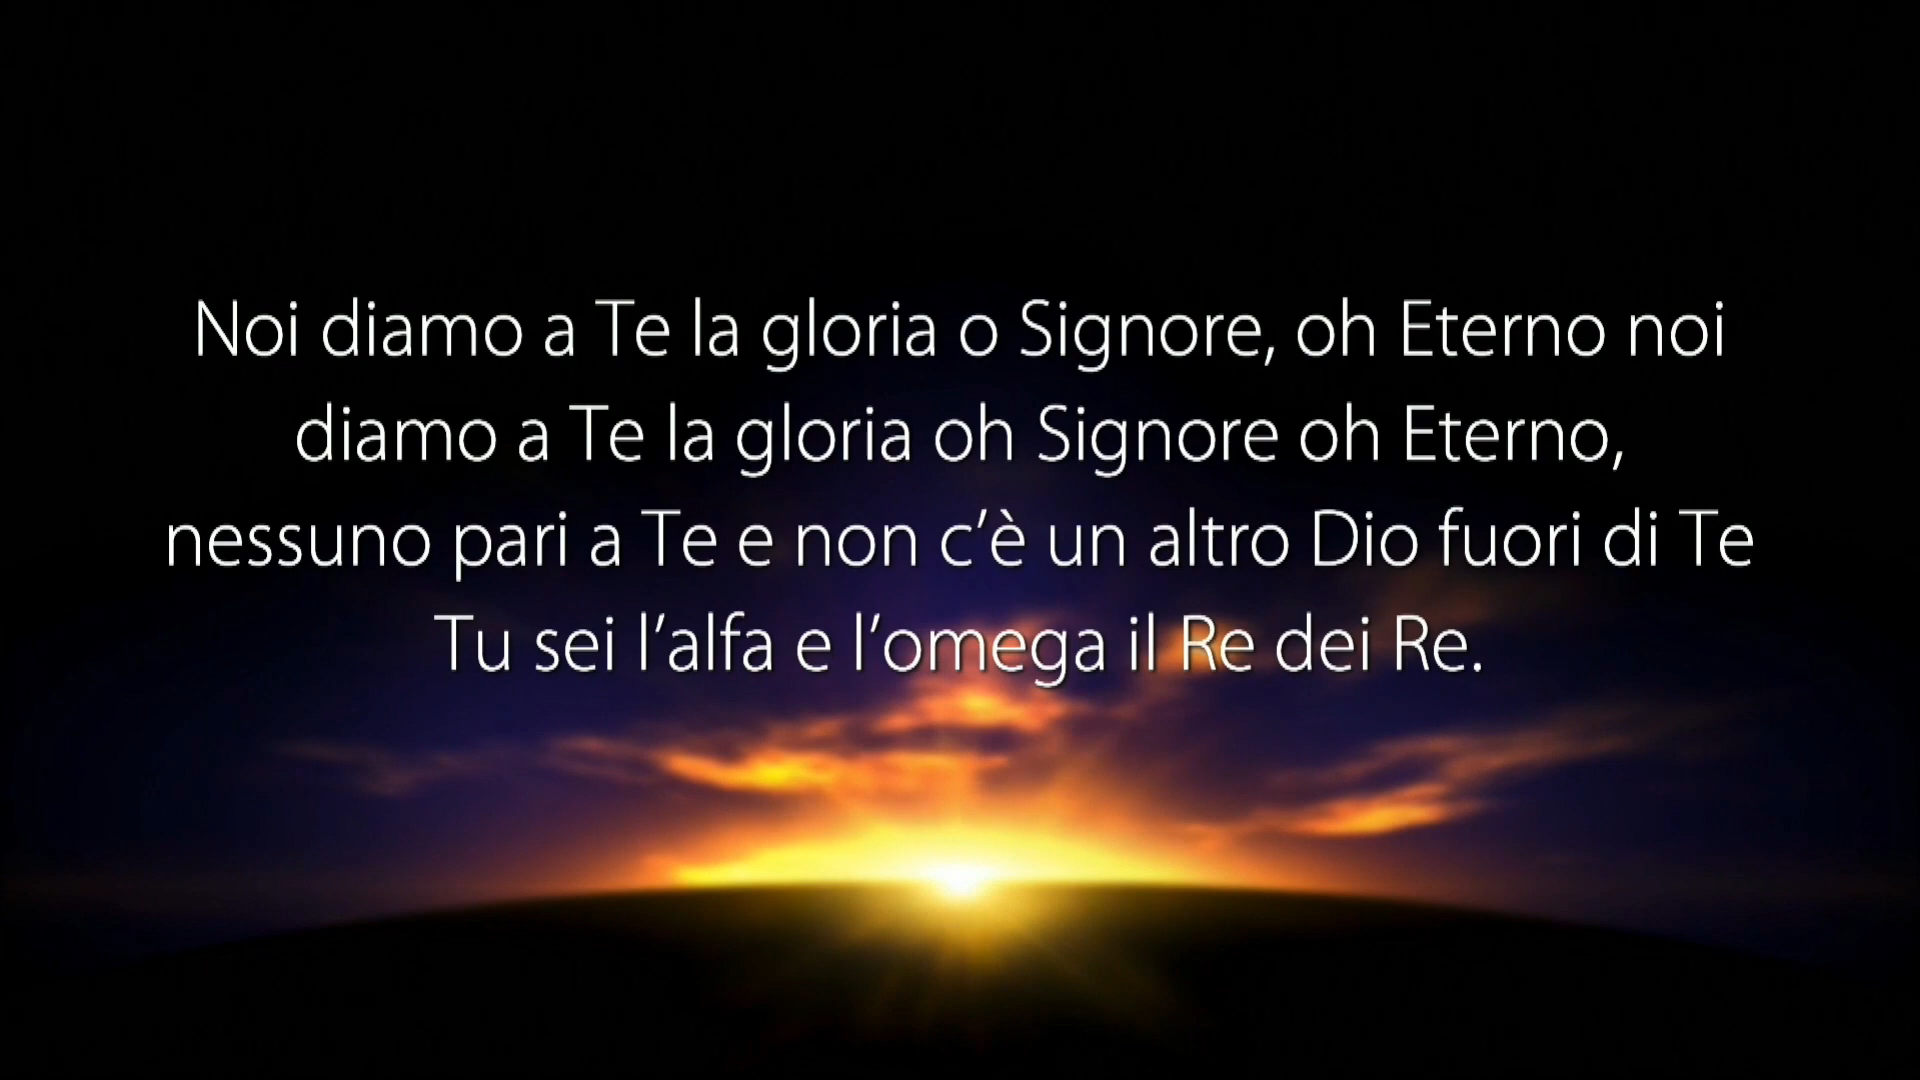 Noi diamo a Te la gloria o Signore, oh Eterno noi
diamo a Te la gloria oh Signore oh Eterno,
nessuno pari a Te e non c’è un altro Dio fuori di Te
Tu sei l’alfa e l’omega il Re dei Re.